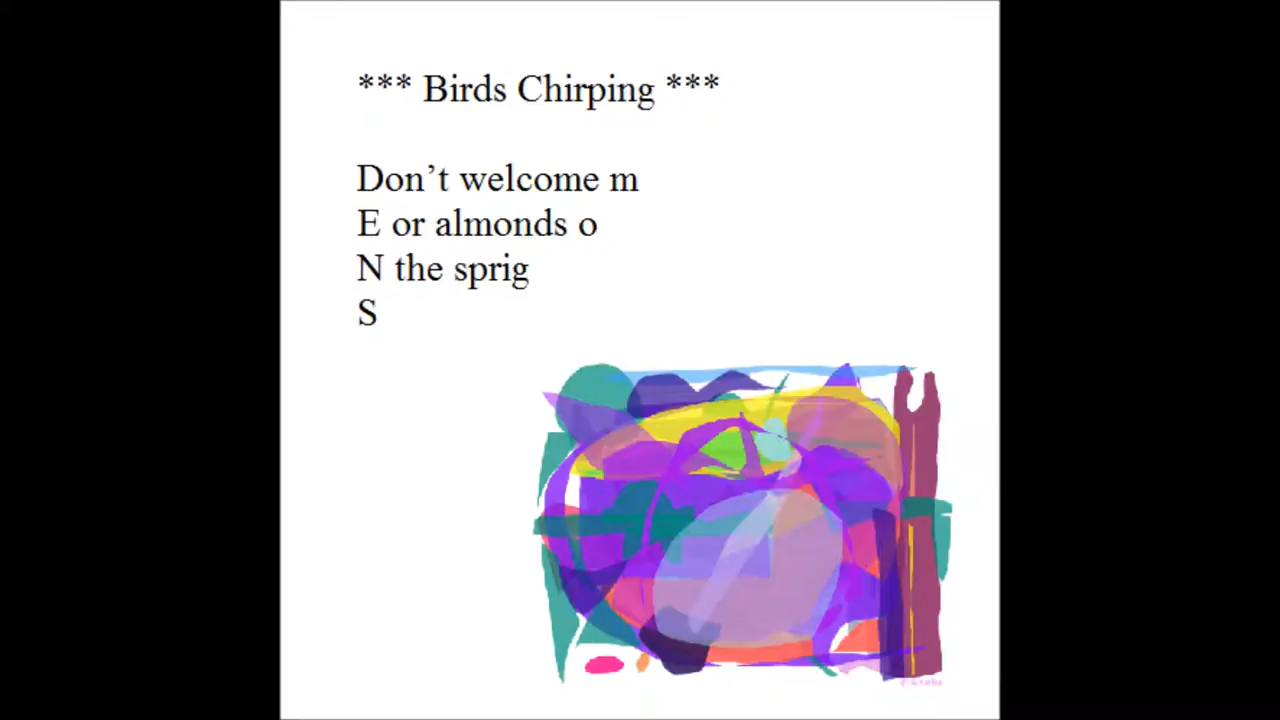 *** Birds Chirping ***
Don’t welcome m
E or almonds o
N the sprig
S